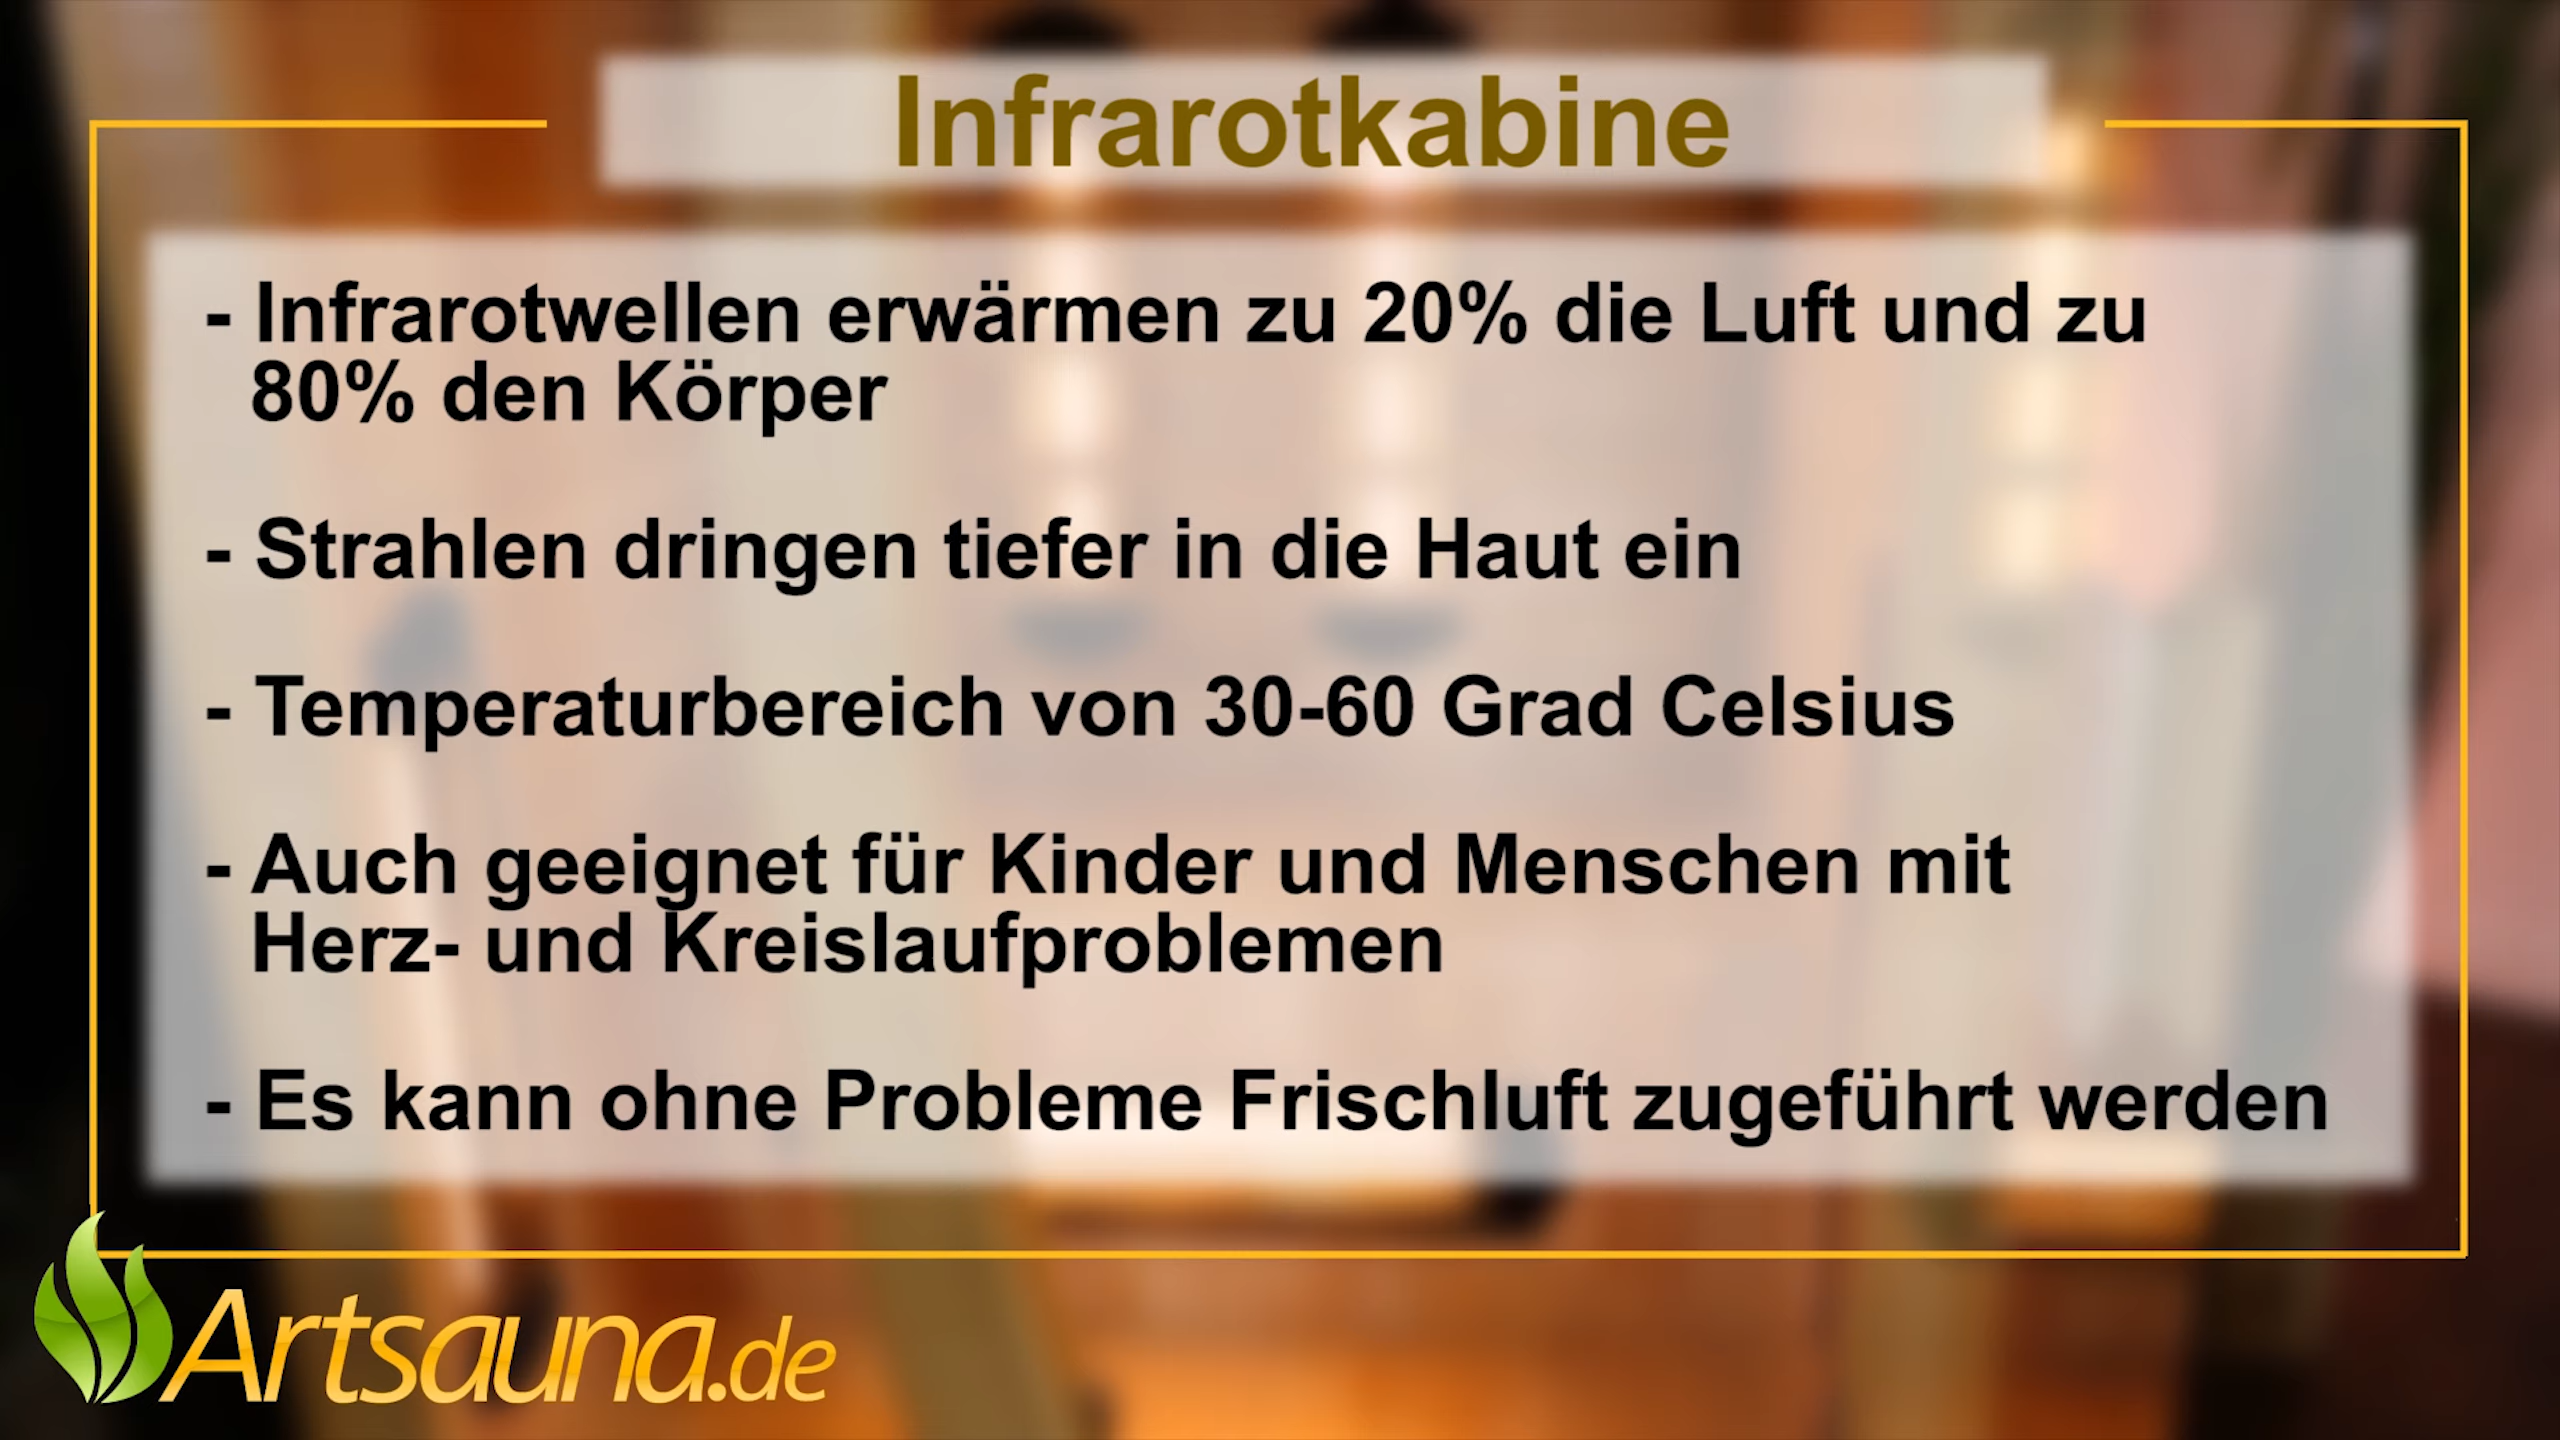 Infrarotkabine
- Infrarotwellen erwärmen zu 20% die Luft und zu
80% den Körper
- Strahlen dringen tiefer in die Haut ein
- Temperaturbereich von 30-60 Grad Celsius
- Auch geeignet für Kinder und Menschen mit
Herz- und Kreislaufproblemen
- Es kann ohne Probleme Frischluft zugeführt werden
Artsauna.de